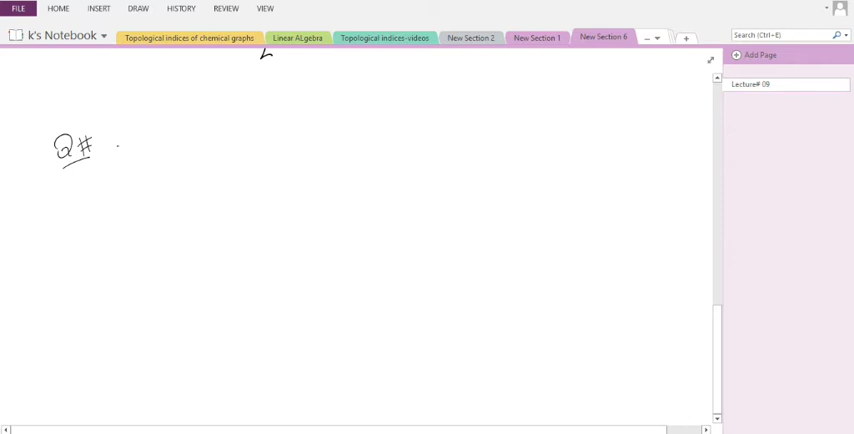 FILE HOME INSERT DRAW HISTORY REVIEW VIEW
k's Notebook Topological indices of chemical graphs Linear ALgebra Topological indices-videos New Section 2 New Section 1 New Section 6 Search (Ctrl+E)
Add Page
Lecture# 09
Q#